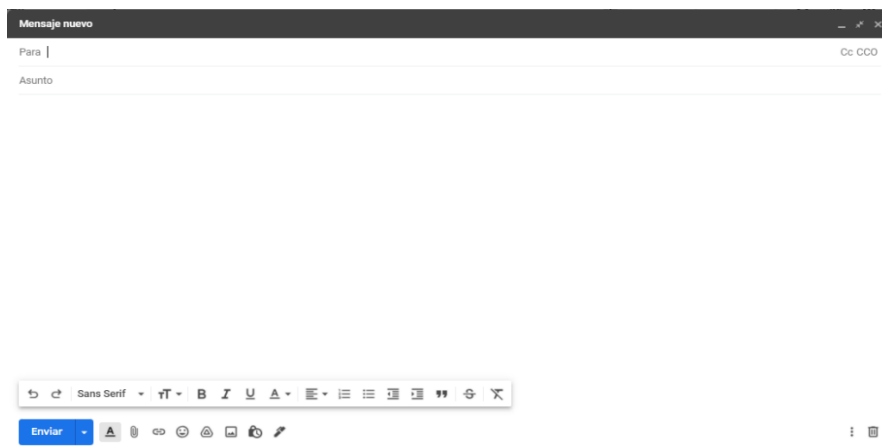 Mensaje nuevo
Para Cc CCO
Asunto
Sans Serif
Enviar